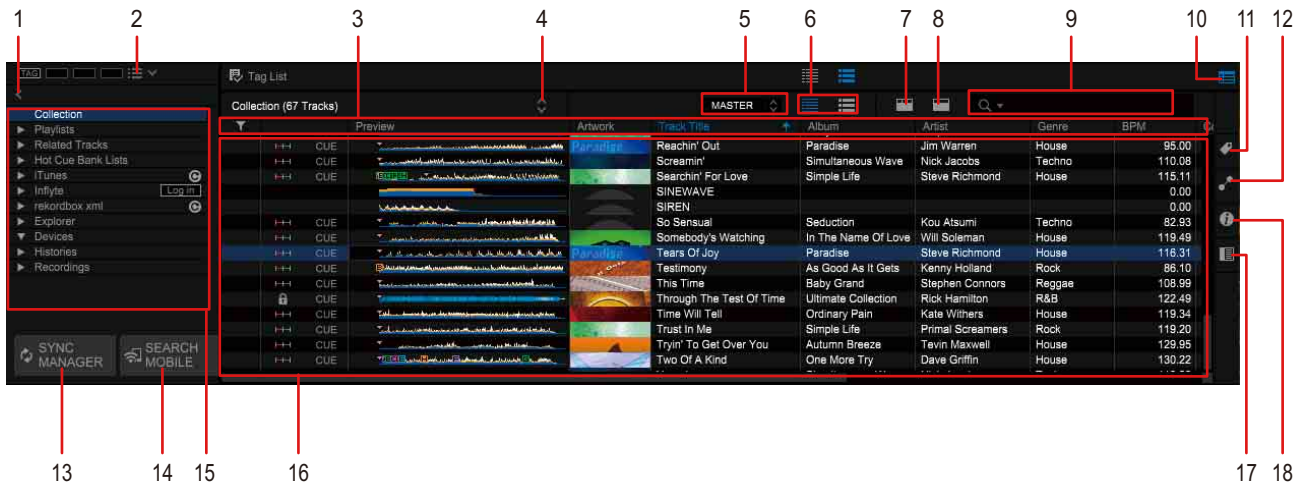 1 2 3 4 5 6 7 8 9 10 11 12
TAG
Tag List
Collection (67 Tracks) MASTER
Preview Artwork Track Title Album Artist Genre BPM
Collection
Playlists
Related Tracks
Hot Cue Bank Lists
iTunes
Inflyte Log in
rekordbox xml
Explorer
Devices
Histories
Recordings
SYNC MANAGER
SEARCH MOBILE
CUE Paradise Reachin' Out Paradise Jim Warren House 95.00
CUE Screamin' Simultaneous Wave Nick Jacobs Techno 110.08
CUE Searchin' For Love Simple Life Steve Richmond House 115.11
SINEWAVE 0.00
SIREN 0.00
CUE So Sensual Seduction Kou Atsumi Techno 82.93
CUE Somebody's Watching In The Name Of Love Will Soleman House 119.49
CUE Paradise Tears Of Joy Paradise Steve Richmond House 116.31
CUE Testimony As Good As It Gets Kenny Holland Rock 86.10
CUE This Time Baby Grand Stephen Connors Reggae 108.99
CUE Through The Test Of Time Ultimate Collection Rick Hamilton R&B 122.49
CUE Time Will Tell Ordinary Pain Kate Withers House 119.34
CUE Trust In Me Simple Life Primal Screamers Rock 119.20
CUE Tryin' To Get Over You Autumn Breeze Tevin Maxwell House 129.95
CUE Two Of A Kind One More Try Dave Griffin House 130.22
13 14 15 16 17 18